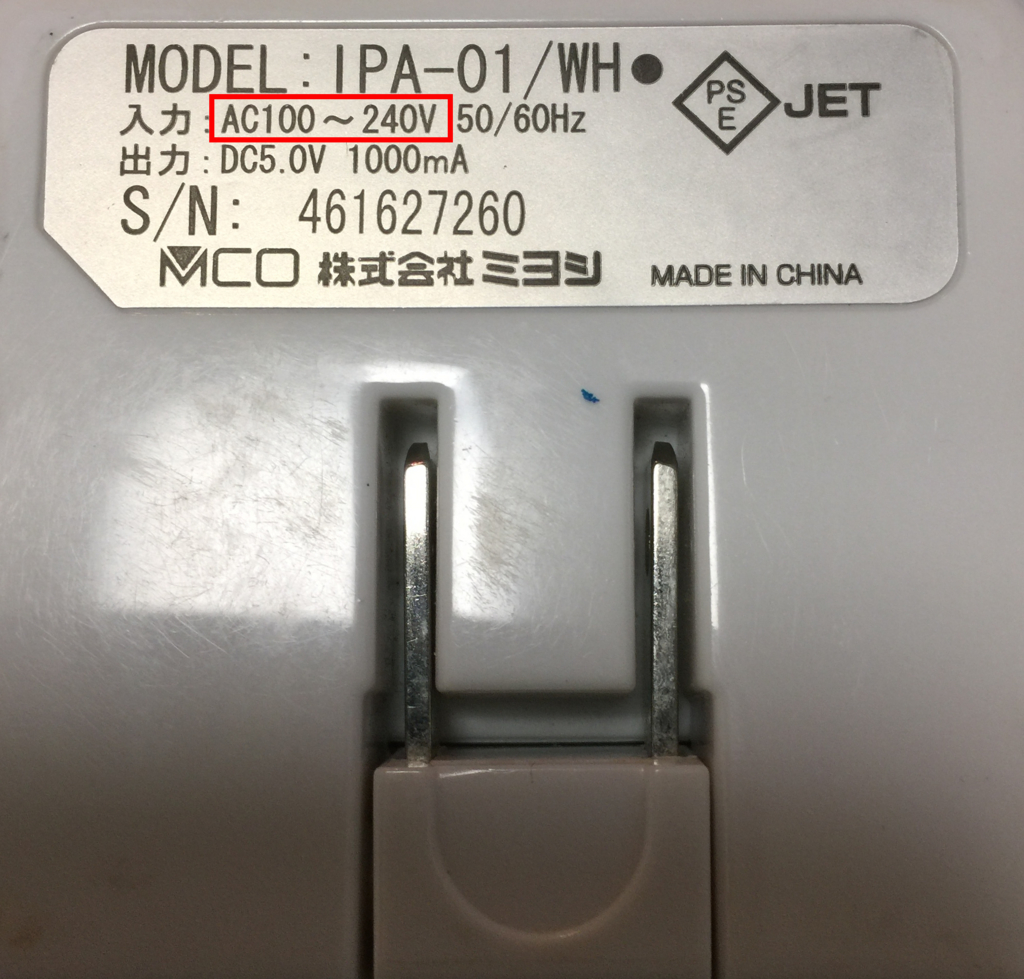 MODEL:IPA-01/WH●
PSE JET
入力:AC100～240V 50/60Hz
出力:DC5.0V 1000mA
S/N: 461627260
MCO 株式会社ミヨシ MADE IN CHINA